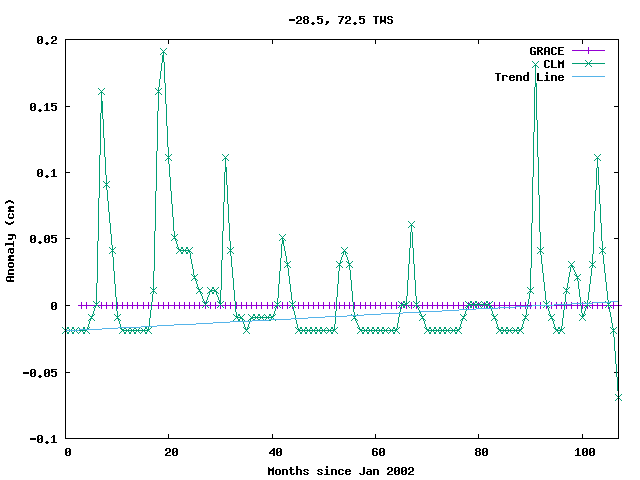 -28.5, 72.5 TWS
GRACE
CLM
Trend Line
0.2
0.15
0.1
0.05
0
-0.05
-0.1
Anomaly (cm)
0 20 40 60 80 100
Months since Jan 2002